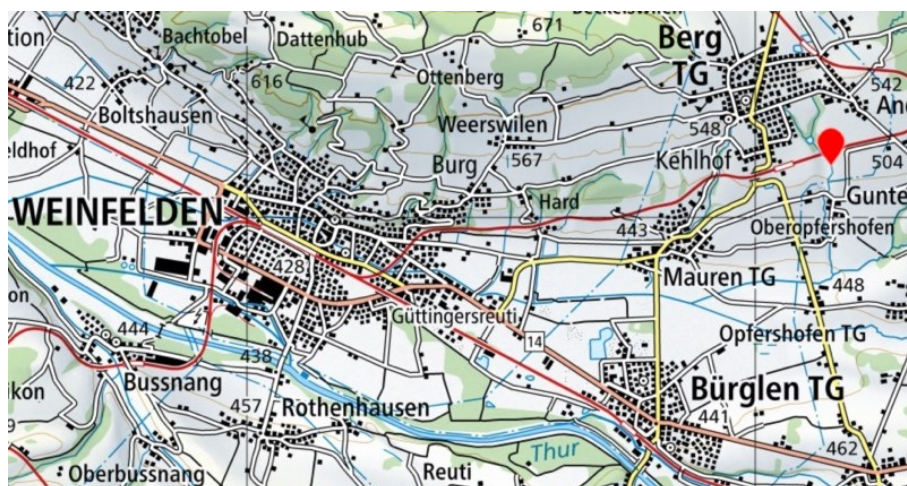 671
tion
Bachtobel
Dattenhub
Berg
TG
Ottenberg
422
616
542
Boltshausen
Weerswilen
548
567
Kehlhof
504
eldhof
Burg
WEINFELDEN
Hard
443
Gunte
Oberopfershofen
428
Mauren TG
448
on
444
Güttingersreuti
14
Opfershofen TG
438
Bussnang
Bürglen TG
ikon
457
Rothenhausen
441
9
462
Thur
Oberbussnang
Reuti